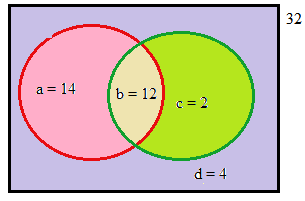 32
a = 14
b = 12
c = 2
d = 4